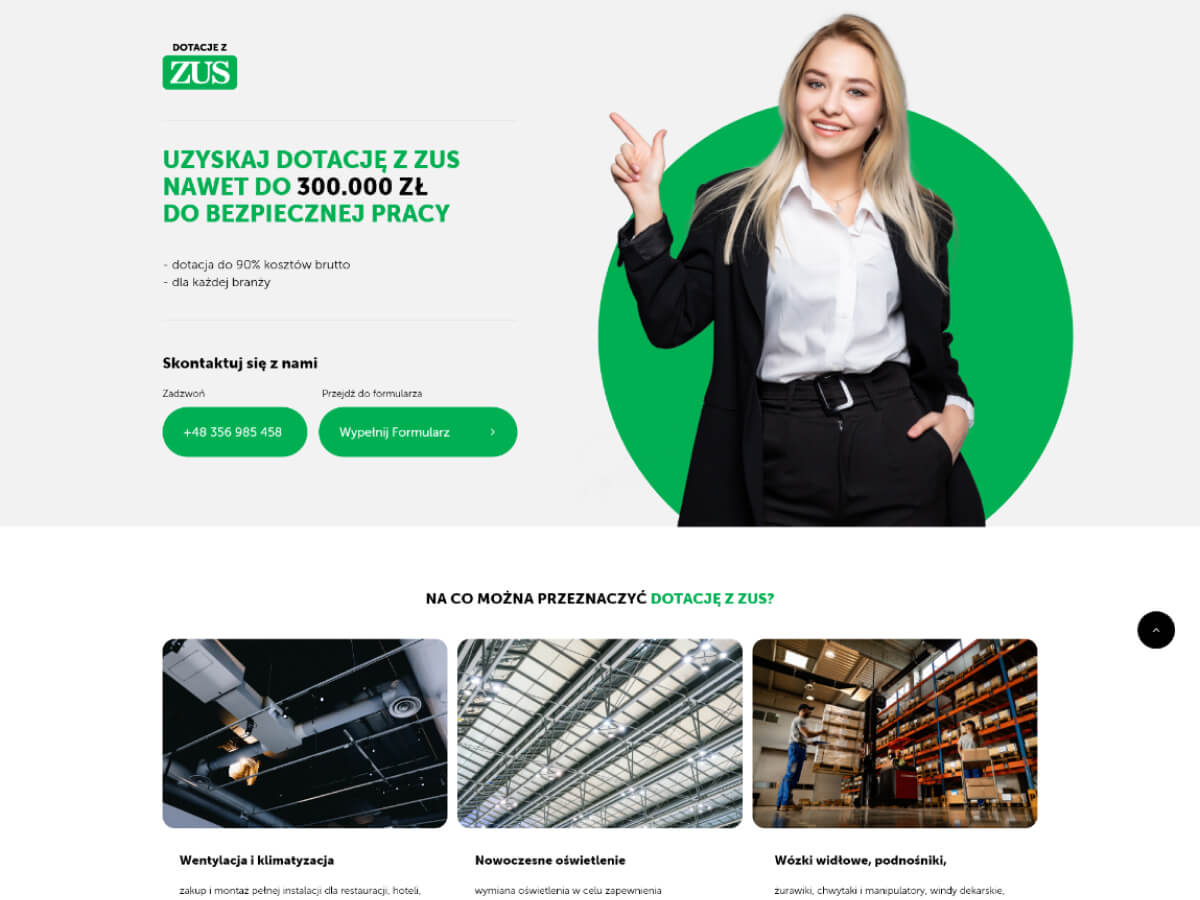 DOTACJE Z
ZUS
UZYSKAJ DOTACJĘ Z ZUS
NAWET DO 300.000 ZŁ
DO BEZPIECZNEJ PRACY
- dotacja do 90% kosztów brutto
- dla każdej branży
Skontaktuj się z nami
Zadzwoń
Przejdź do formularza
+48 356 985 458
Wypełnij Formularz
NA CO MOŻNA PRZEZNACZYĆ DOTACJĘ Z ZUS?
Wentylacja i klimatyzacja
zakup i montaż pełnej instalacji dla restauracji, hoteli,
Nowoczesne oświetlenie
wymiana oświetlenia w celu zapewnienia
Wózki widłowe, podnośniki,
żurawiki, chwytaki i manipulatory, windy dekarskie,